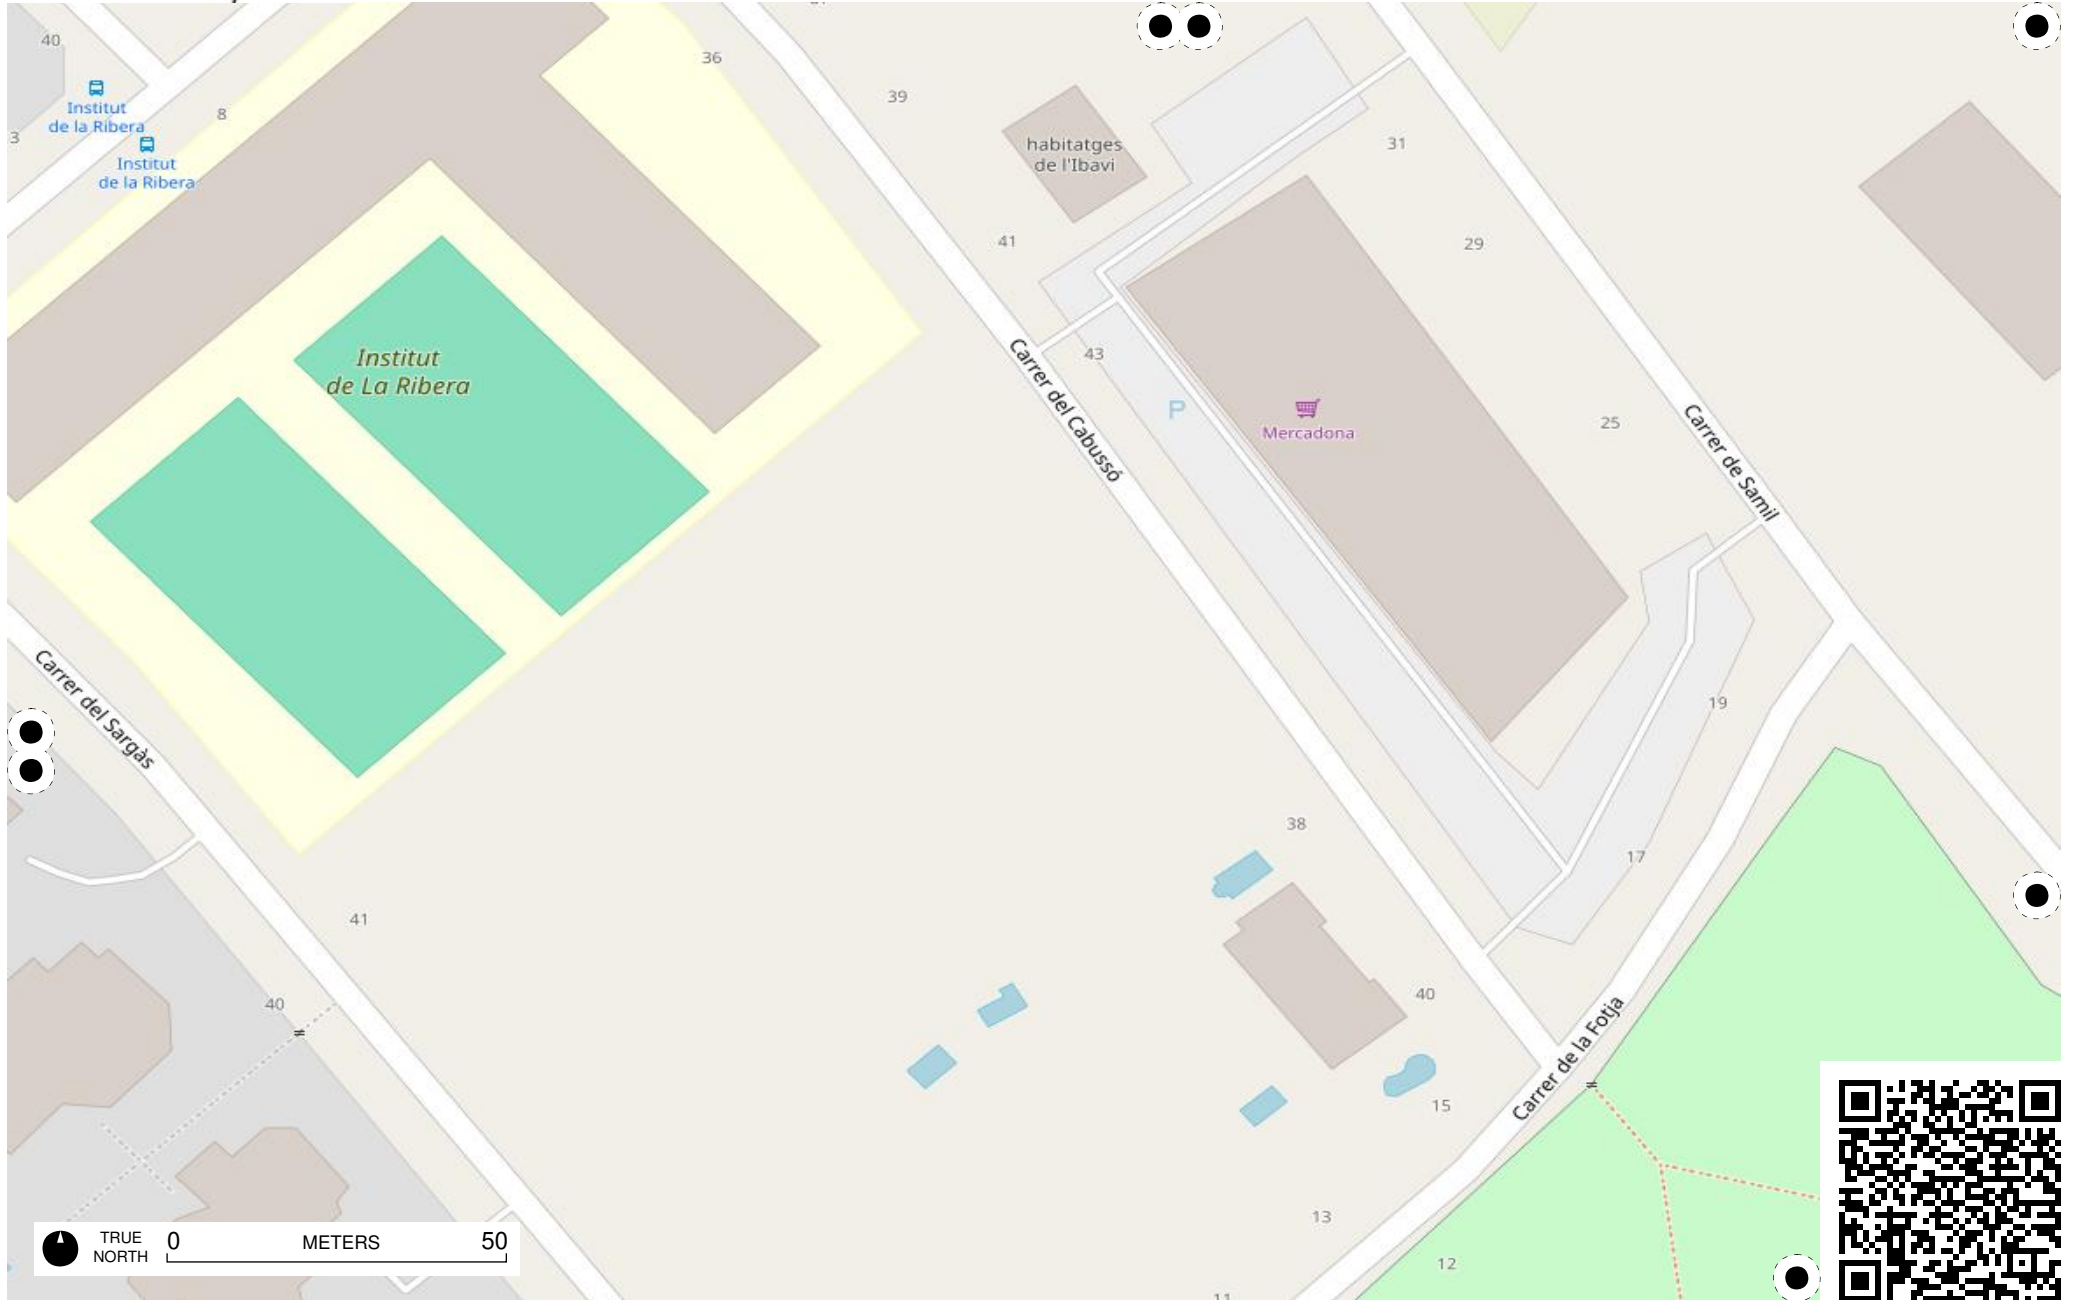 40
36
39
8
Institut
de la Ribera
3
Institut
de la Ribera
habitatges
de l'Ibavi
31
41
29
43
Institut
de La Ribera
Carrer del Cabussó
P
Mercadona
25
Carrer de Samil
Carrer del Sargàs
19
38
17
41
40
40
Carrer de la Fotja
15
13
12
11
TRUE
NORTH
0 METERS 50